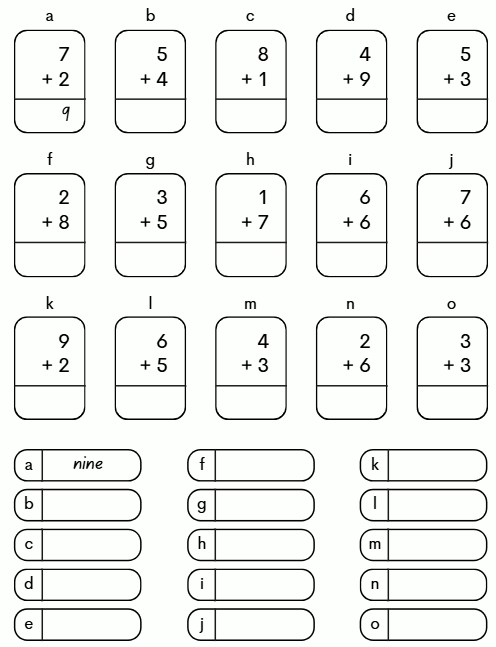 a b c d e
7 5 8 4 5
+ 2 + 4 + 1 + 9 + 3
9
f g h i j
2 3 1 6 7
+ 8 + 5 + 7 + 6 + 6
k l m n o
9 6 4 2 3
+ 2 + 5 + 3 + 6 + 3
a nine f k
b g l
c h m
d i n
e j o